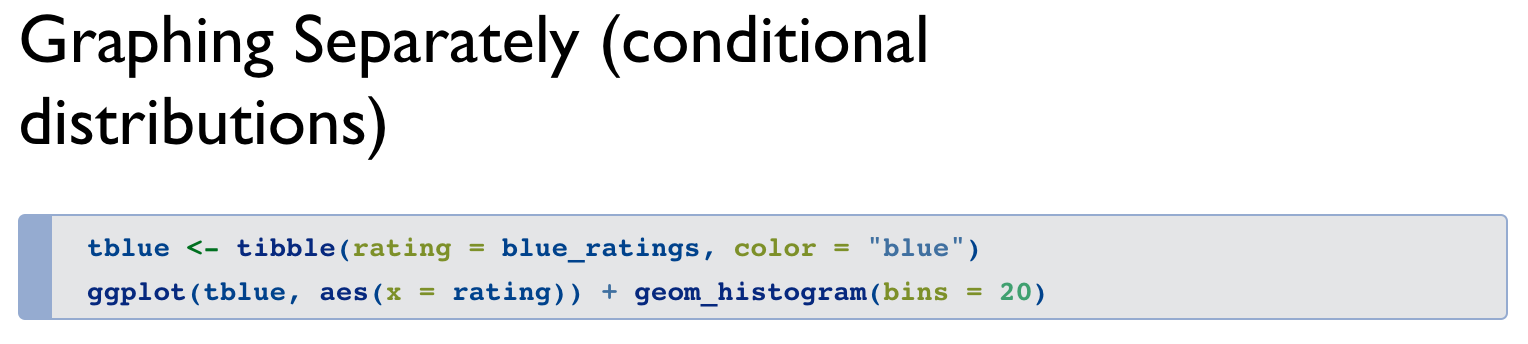 Graphing Separately (conditional
distributions)
tblue <- tibble(rating = blue_ratings, color = "blue")
ggplot(tblue, aes(x = rating)) + geom_histogram(bins = 20)